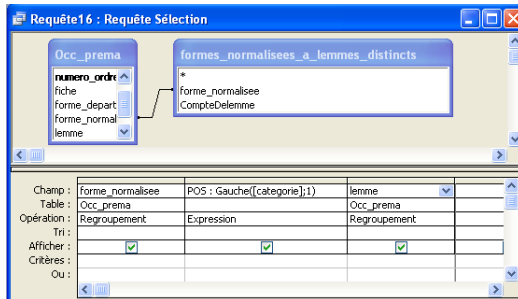 Requête16 : Requête Sélection
Occ_prema
numero_ordre
fiche
forme_depart
forme_normal
lemme
formes_normalisees_a_lemmes_distincts
*
forme_normalisee
CompteDelemme
Champ : forme_normalisee POS : Gauche([categorie];1) lemme
Table : Occ_prema Occ_prema
Opération : Regroupement Expression Regroupement
Tri :
Afficher :
Critères :
Ou :